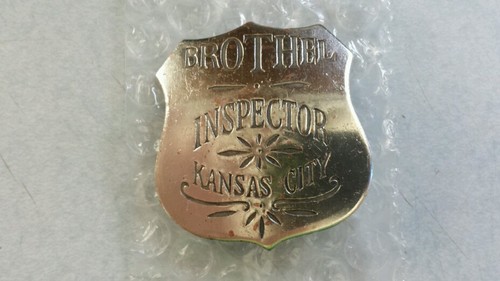 BROTHEL
INSPECTOR
KANSAS CITY